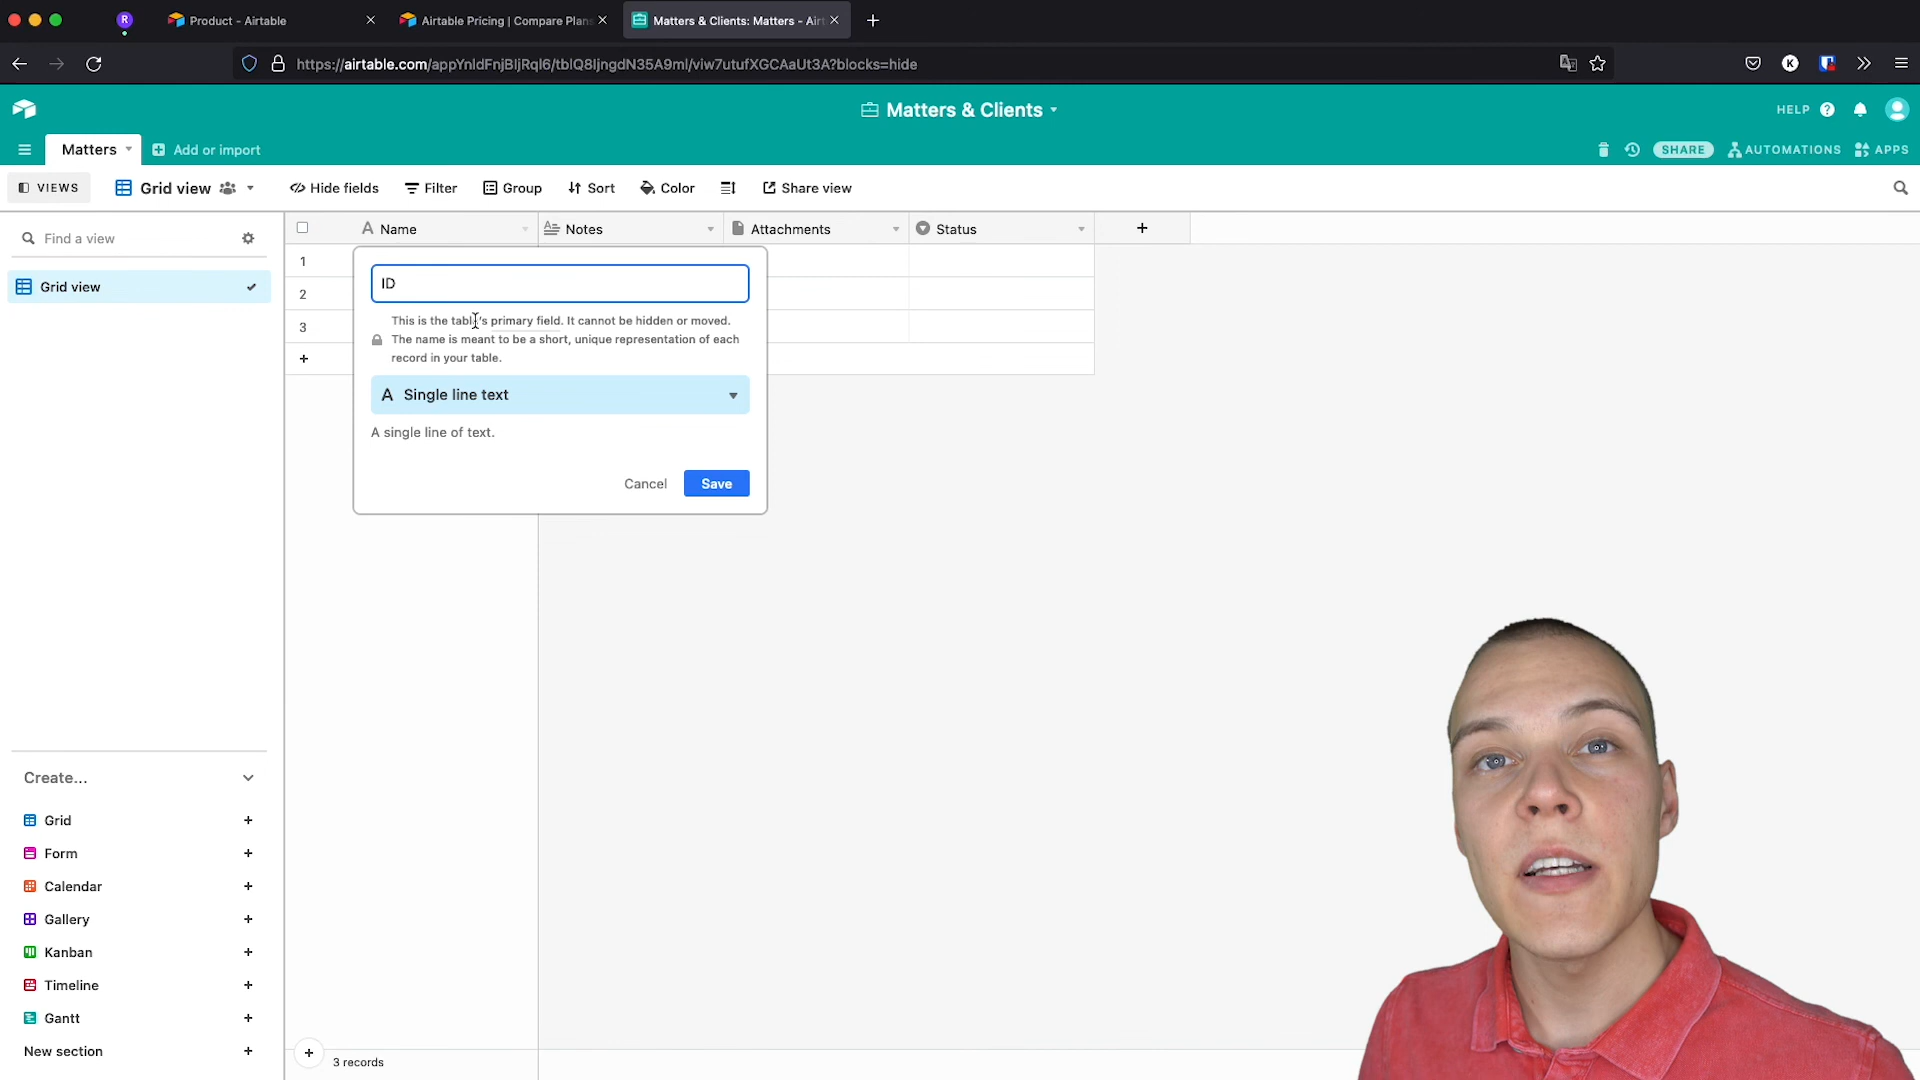 R
Product - Airtable
Airtable Pricing | Compare Plans
Matters & Clients: Matters - Airt
https://airtable.com/appYnIdFnjBIjRqI6/tblQ8IjngdN35A9ml/viw7utufXGCAaUt3A?blocks=hide
K
Matters & Clients
HELP
Matters
Add or import
SHARE
AUTOMATIONS
APPS
VIEWS
Grid view
Hide fields
Filter
Group
Sort
Color
Share view
Find a view
Grid view
Name
Notes
Attachments
Status
1
2
3
ID
This is the table's primary field. It cannot be hidden or moved.
The name is meant to be a short, unique representation of each
record in your table.
A Single line text
A single line of text.
Cancel
Save
Create...
Grid
Form
Calendar
Gallery
Kanban
Timeline
Gantt
New section
3 records